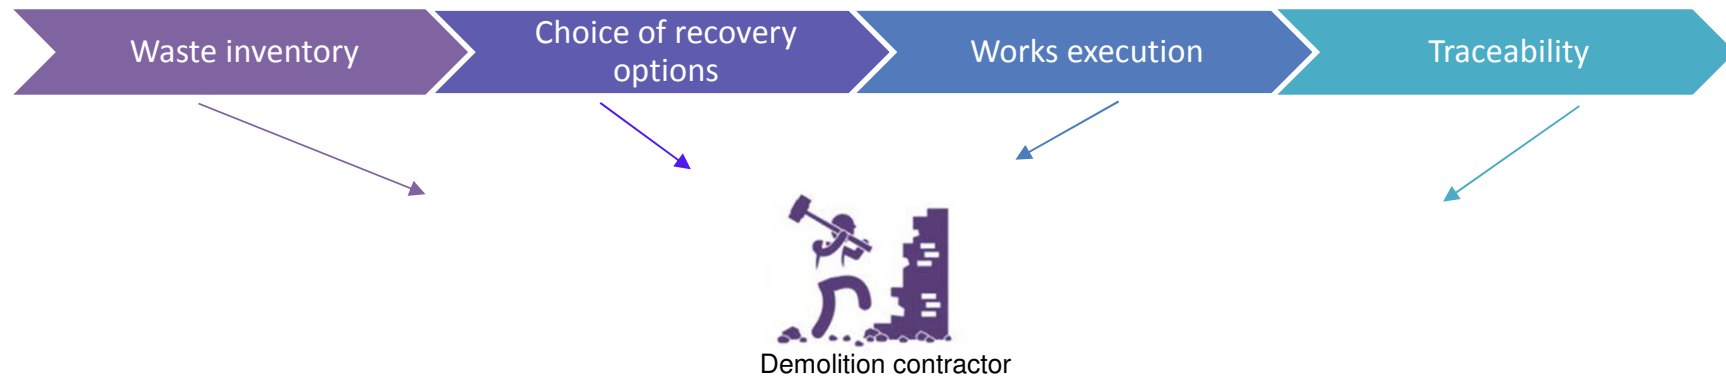 Waste inventory
Choice of recovery
options
Works execution
Traceability
Demolition contractor